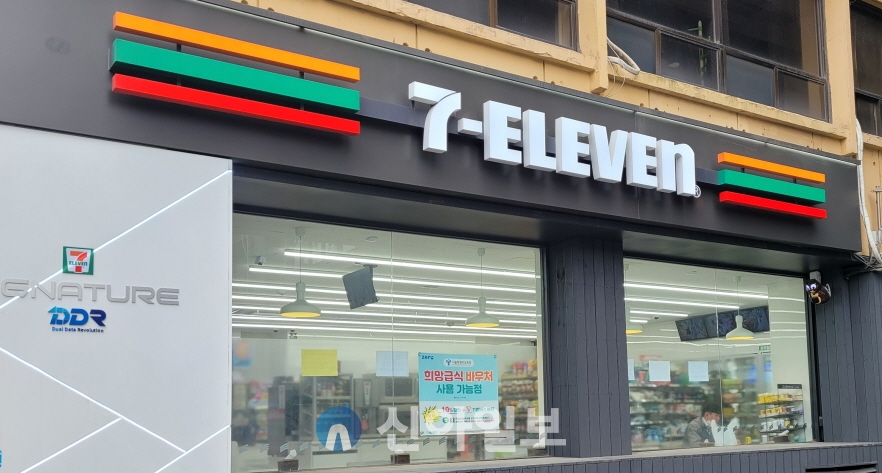 7-ELEVEN®
7
ELEVEN
GNATURE
DDR
Dual Data Revolution
희망급식 바우처
사용 가능점
신아일보